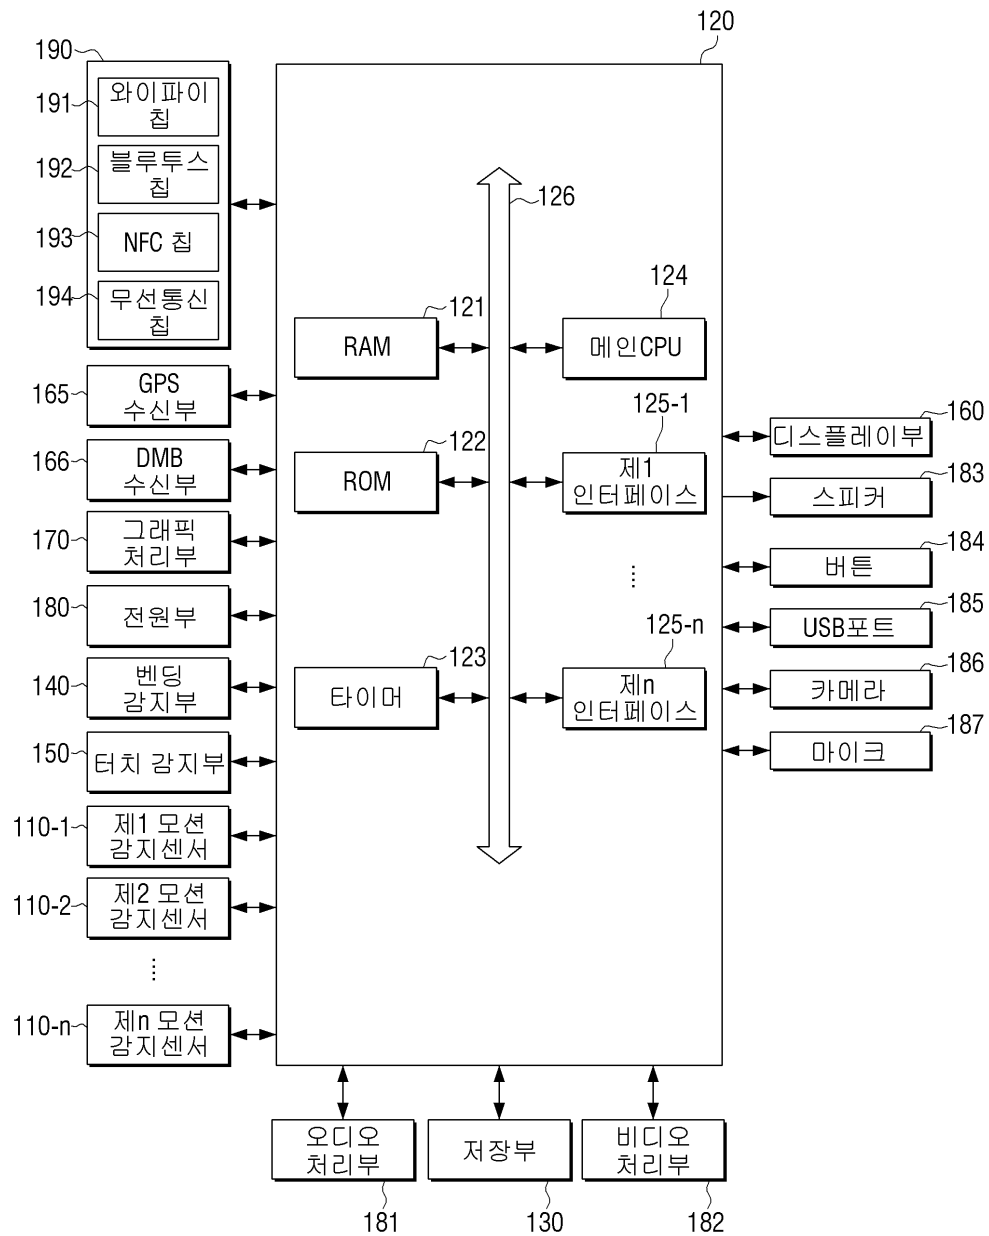 120
190
191
와이파이
칩
192
블루투스
칩
193
NFC 칩
194
무선통신
칩
126
121
RAM
124
메인CPU
165
GPS
수신부
166
DMB
수신부
122
ROM
125-1
제1
인터페이스
160
디스플레이부
183
스피커
170
그래픽
처리부
184
버튼
180
전원부
185
USB포트
140
벤딩
감지부
123
타이머
125-n
제n
인터페이스
186
카메라
187
마이크
150
터치 감지부
110-1
제1 모션
감지센서
110-2
제2 모션
감지센서
110-n
제n 모션
감지센서
오디오
처리부
181
저장부
130
비디오
처리부
182